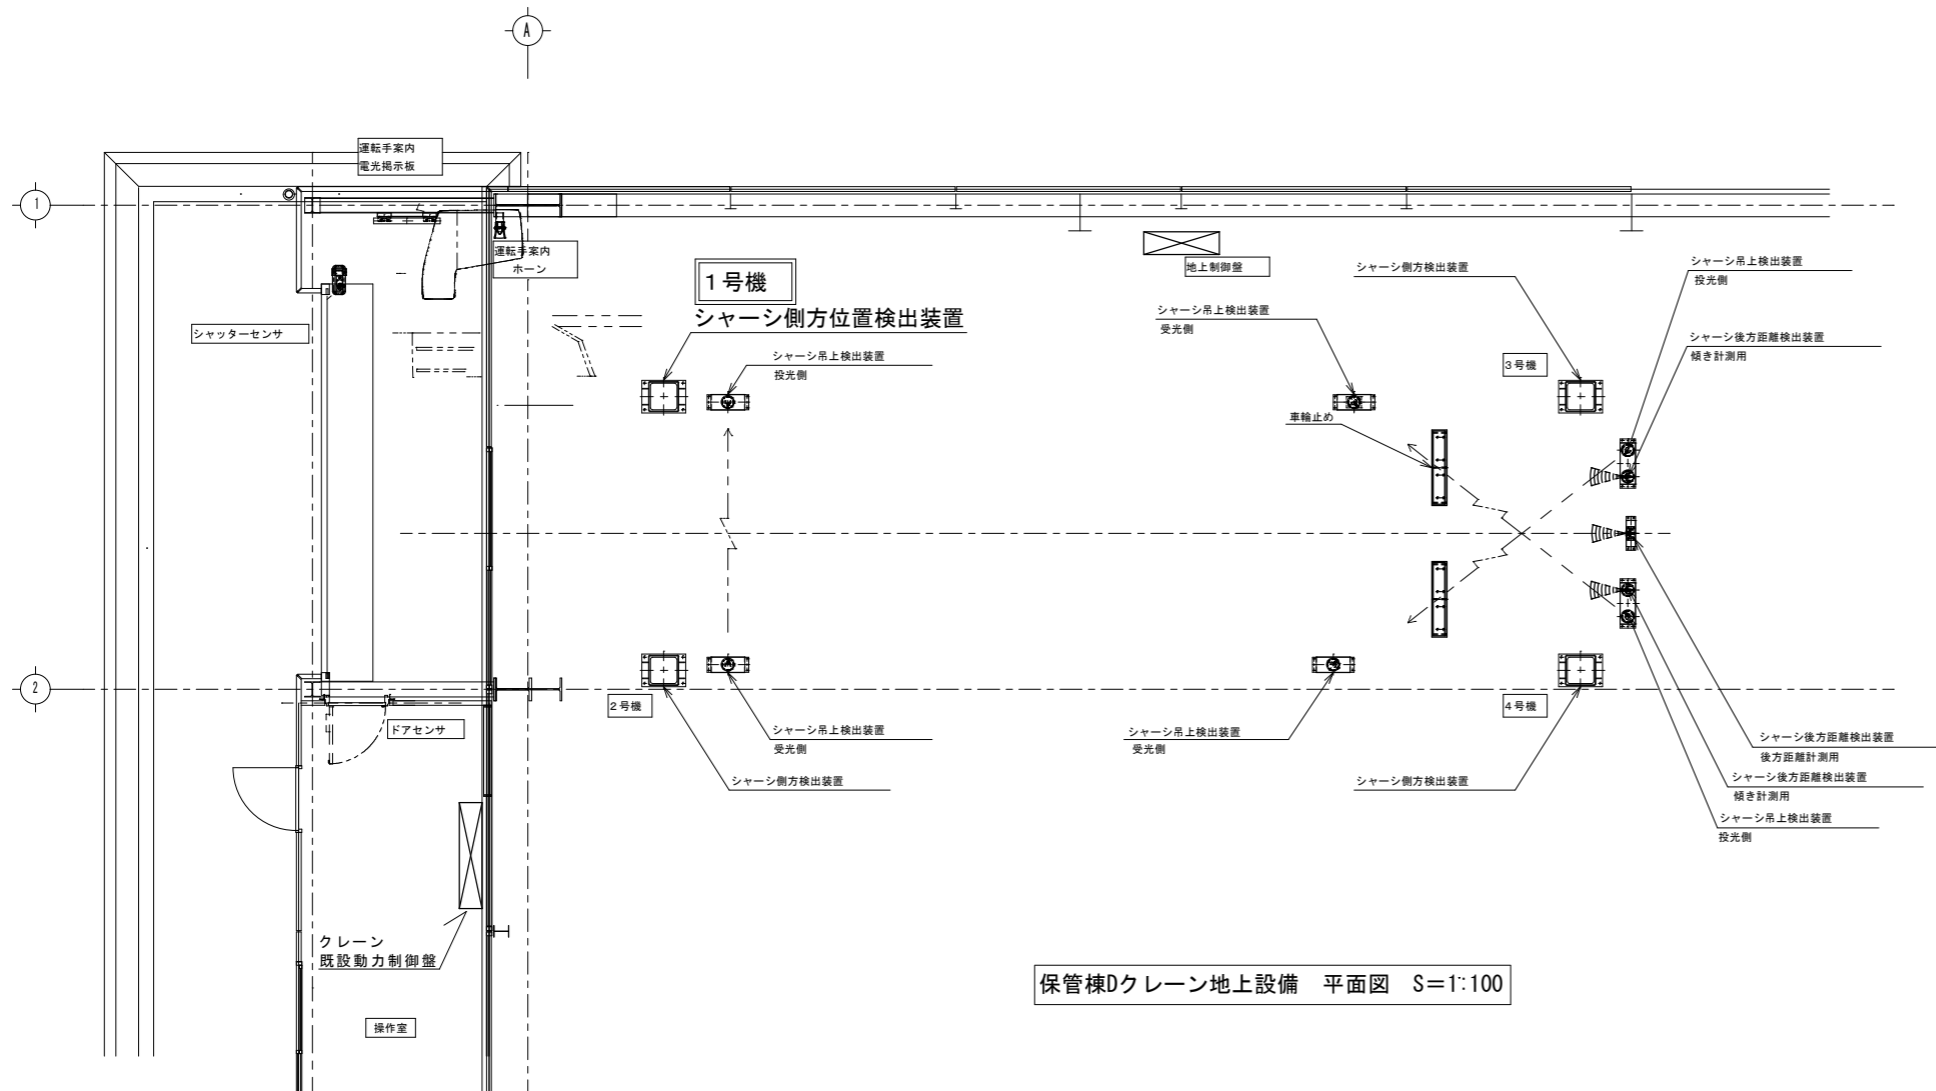 A
運転手案内
電光掲示板
1
運転手案内
ホーン
1号機
シャーシ側方位置検出装置
地上制御盤
シャーシ側方検出装置
シャーシ吊上検出装置
投光側
シャーシ吊上検出装置
受光側
シャッターセンサ
シャーシ後方距離検出装置
傾き計測用
シャーシ吊上検出装置
投光側
3号機
車輪止め
2
2号機
4号機
ドアセンサ
シャーシ吊上検出装置
受光側
シャーシ吊上検出装置
受光側
シャーシ後方距離検出装置
後方距離計測用
シャーシ側方検出装置
シャーシ側方検出装置
シャーシ後方距離検出装置
傾き計測用
シャーシ吊上検出装置
投光側
クレーン
既設動力制御盤
保管棟Dクレーン地上設備 平面図 S=1:100
操作室